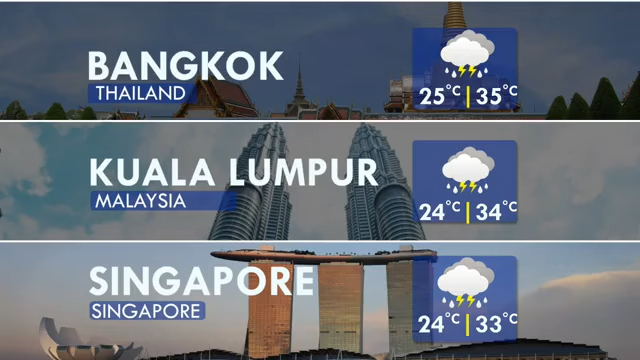 BANGKOK
THAILAND
25°C | 35°C
KUALA LUMPUR
MALAYSIA
24°C | 34°C
SINGAPORE
SINGAPORE
24°C | 33°C